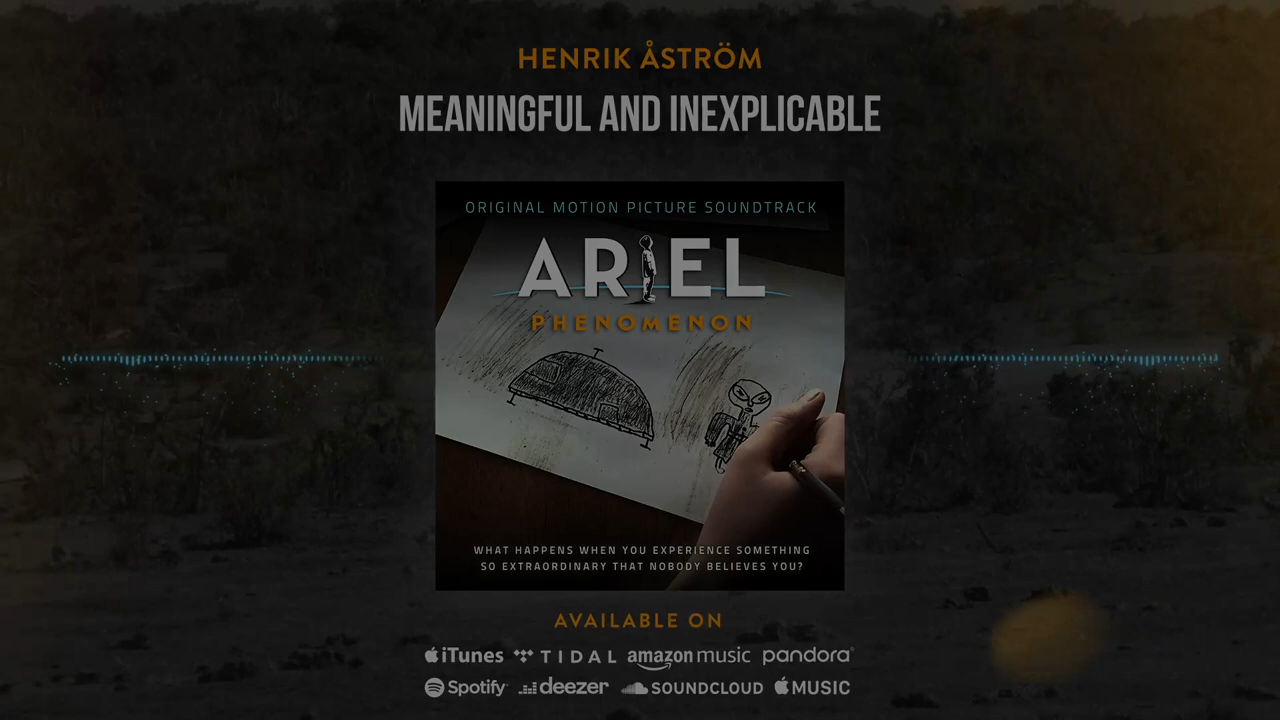 HENRIK ÅSTRÖM
MEANINGFUL AND INEXPLICABLE
ORIGINAL MOTION PICTURE SOUNDTRACK
ARIEL
PHENOMENON
WHAT HAPPENS WHEN YOU EXPERIENCE SOMETHING
SO EXTRAORDINARY THAT NOBODY BELIEVES YOU?
AVAILABLE ON
iTunes TIDAL amazon music pandora
Spotify deezer SOUNDCLOUD MUSIC